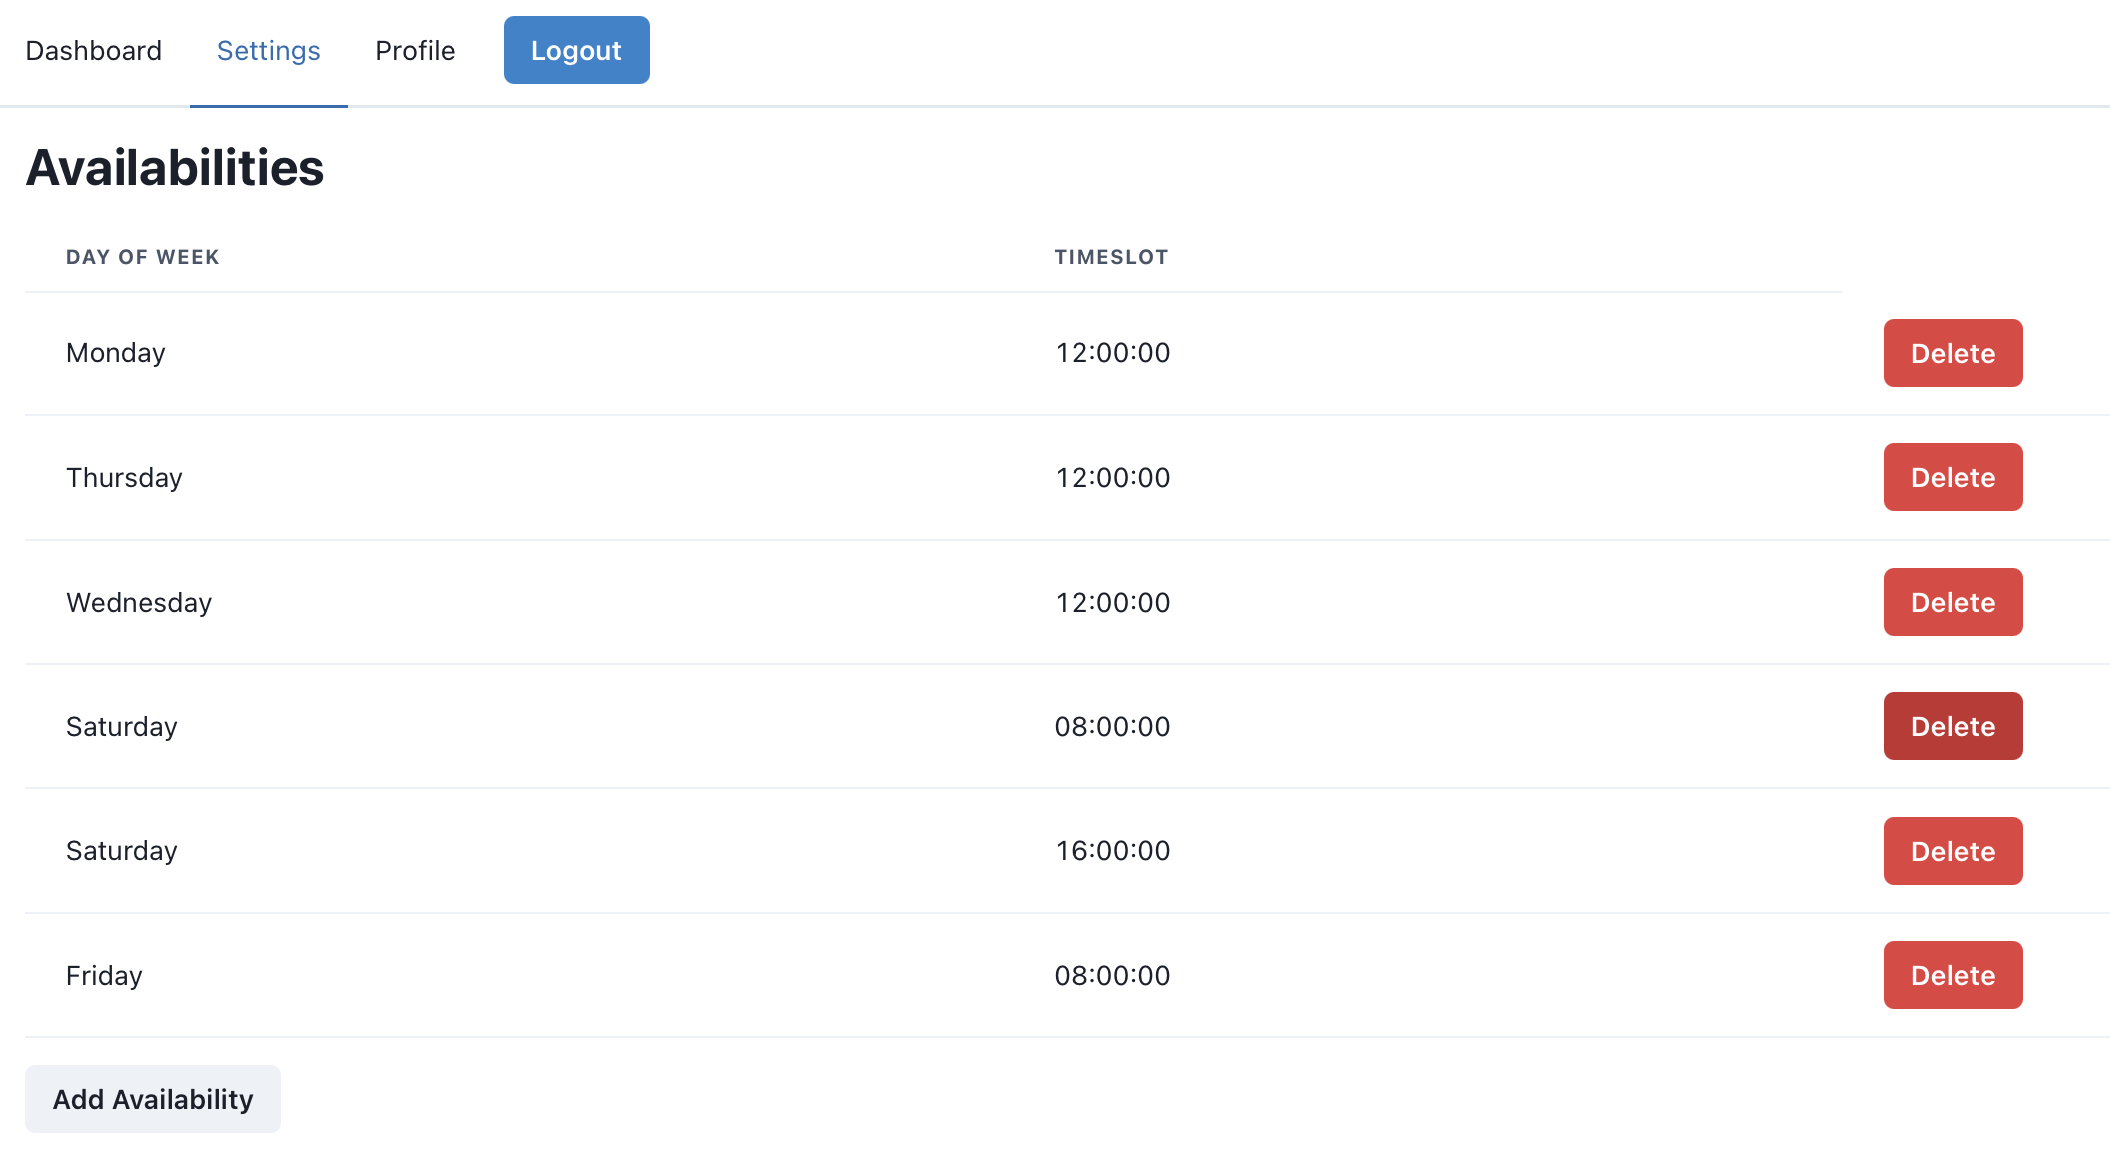 Dashboard Settings Profile Logout
Availabilities
DAY OF WEEK TIMESLOT
Monday 12:00:00 Delete
Thursday 12:00:00 Delete
Wednesday 12:00:00 Delete
Saturday 08:00:00 Delete
Saturday 16:00:00 Delete
Friday 08:00:00 Delete
Add Availability